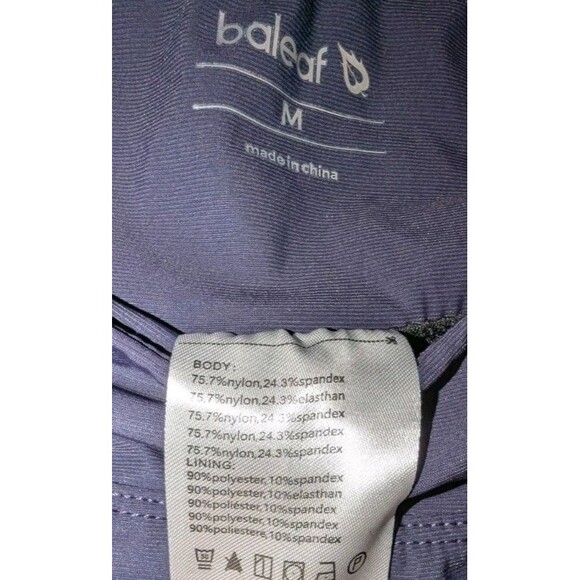 baleaf
M
made in china
BODY:
75.7%nylon,24.3%spandex
75.7%nylon,24.3%elasthan
75.7%nylon,24.3%spandex
75.7%nylon,24.3%spandex
75.7%nylon,24.3%spandex
LINING:
90%polyester,10%spandex
90%polyester,10%elasthan
90%poliéster,10%spandex
90%polyester,10%spandex
90%poliestere,10%spandex
30
P